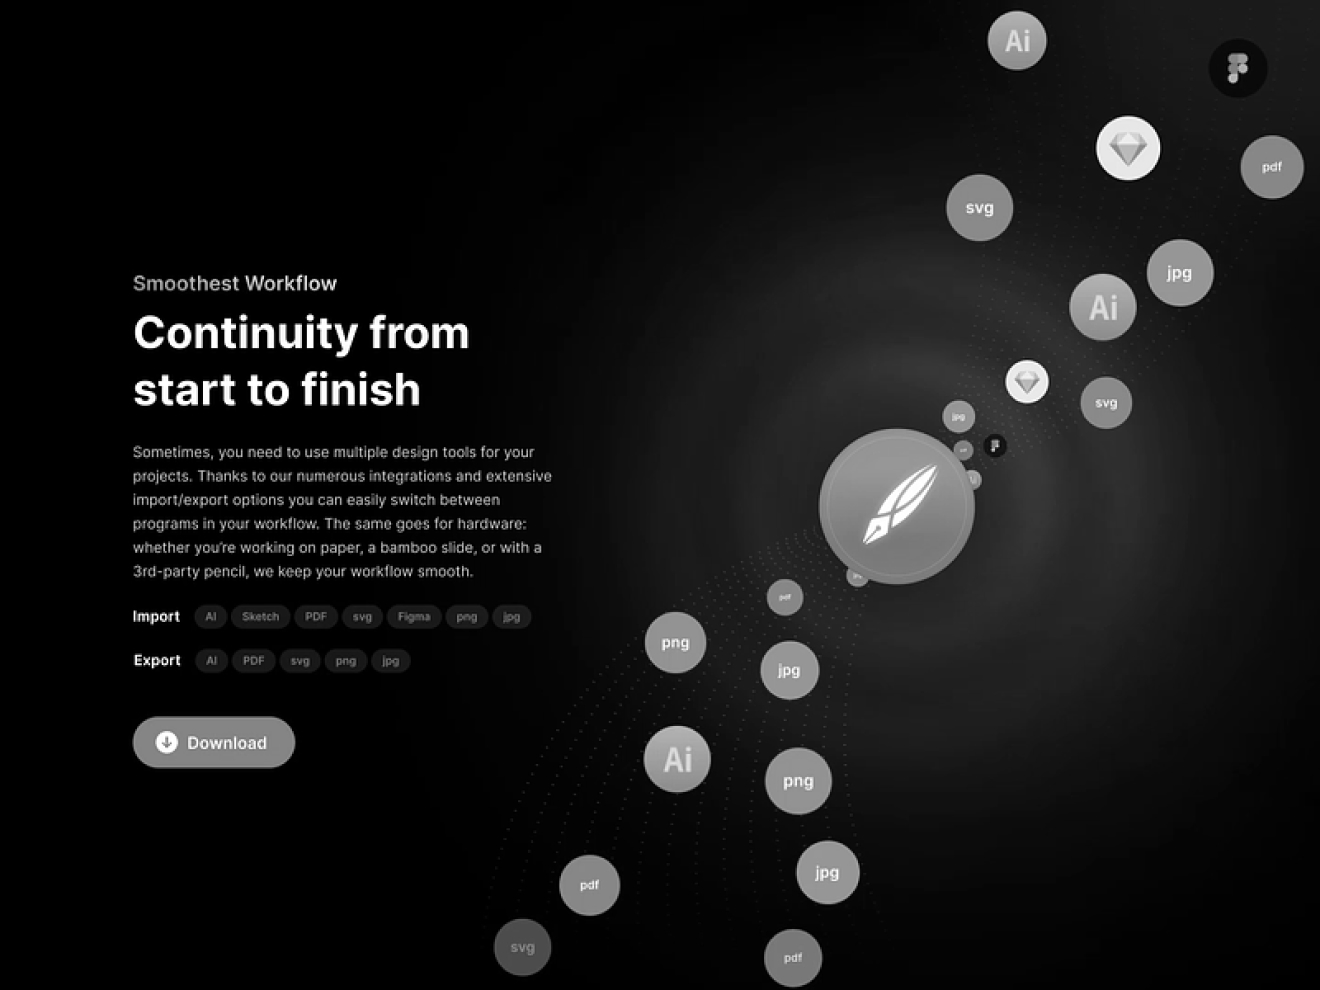 Ai
pdf
svg
jpg
Ai
Smoothest Workflow
Continuity from
start to finish
svg
jpg
Sometimes, you need to use multiple design tools for your
projects. Thanks to our numerous integrations and extensive
import/export options you can easily switch between
programs in your workflow. The same goes for hardware:
whether you're working on paper, a bamboo slide, or with a
3rd-party pencil, we keep your workflow smooth.
Import AI Sketch PDF svg Figma png jpg
Export AI PDF svg png jpg
Download
pdf
png
jpg
Ai
png
jpg
pdf
svg
pdf